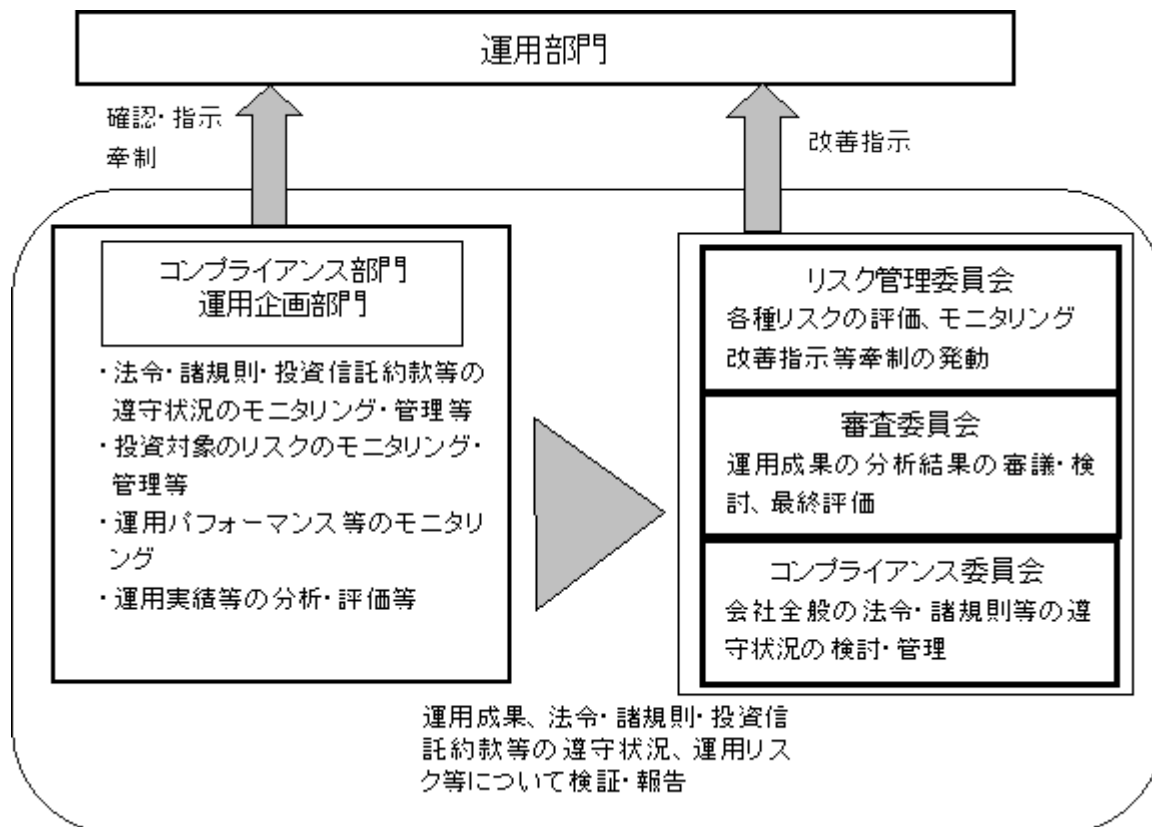 運用部門
確認・指示
牽制
改善指示
コンプライアンス部門
運用企画部門
・法令・諸規則・投資信託約款等の
遵守状況のモニタリング・管理等
・投資対象のリスクのモニタリング・
管理等
・運用パフォーマンス等のモニタリ
ング
・運用実績等の分析・評価等
リスク管理委員会
各種リスクの評価、モニタリング
改善指示等牽制の発動
審査委員会
運用成果の分析結果の審議・検
討、最終評価
コンプライアンス委員会
会社全般の法令・諸規則等の遵
守状況の検討・管理
運用成果、法令・諸規則・投資信
託約款等の遵守状況、運用リス
ク等について検証・報告